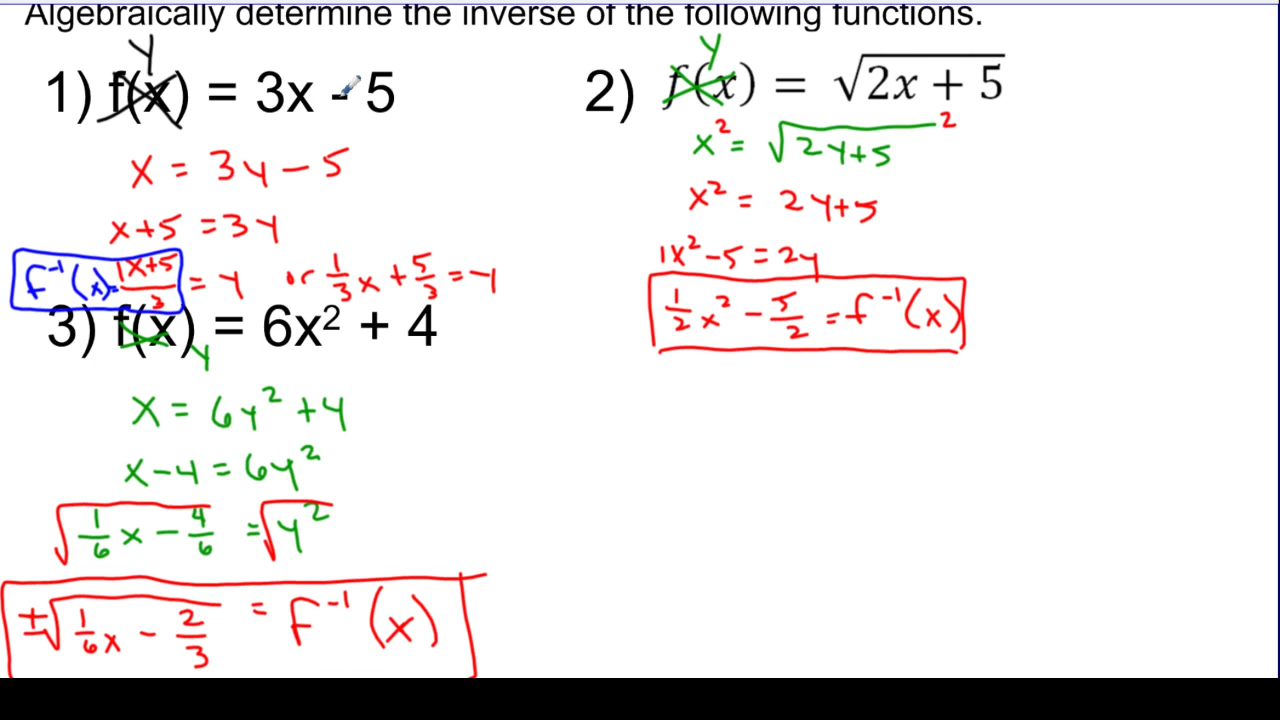 Algebraically determine the inverse of the following functions.
y
1) f(x) = 3x - 5
x = 3y - 5
x + 5 = 3y
f⁻¹(x) = (1x+5)/3 = y or 1/3 x + 5/3 = y
y
2) f(x) = √(2x + 5)
x² = √(2y+5)²
x² = 2y+5
1x² - 5 = 2y
1/2 x² - 5/2 = f⁻¹(x)
3) f(x) = 6x² + 4
y
x = 6y² + 4
x - 4 = 6y²
√(1/6 x - 4/6) = √y²
±√(1/6 x - 2/3) = f⁻¹(x)